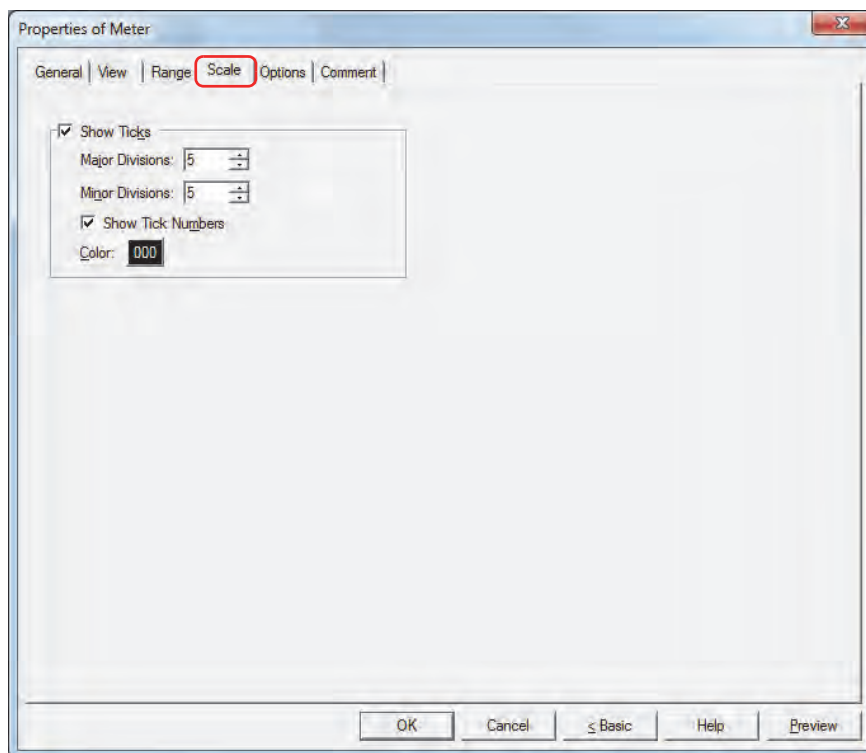 Properties of Meter
General View Range Scale Options Comment
Show Ticks
Major Divisions: 5
Minor Divisions: 5
Show Tick Numbers
Color: 000
OK Cancel < Basic Help Preview